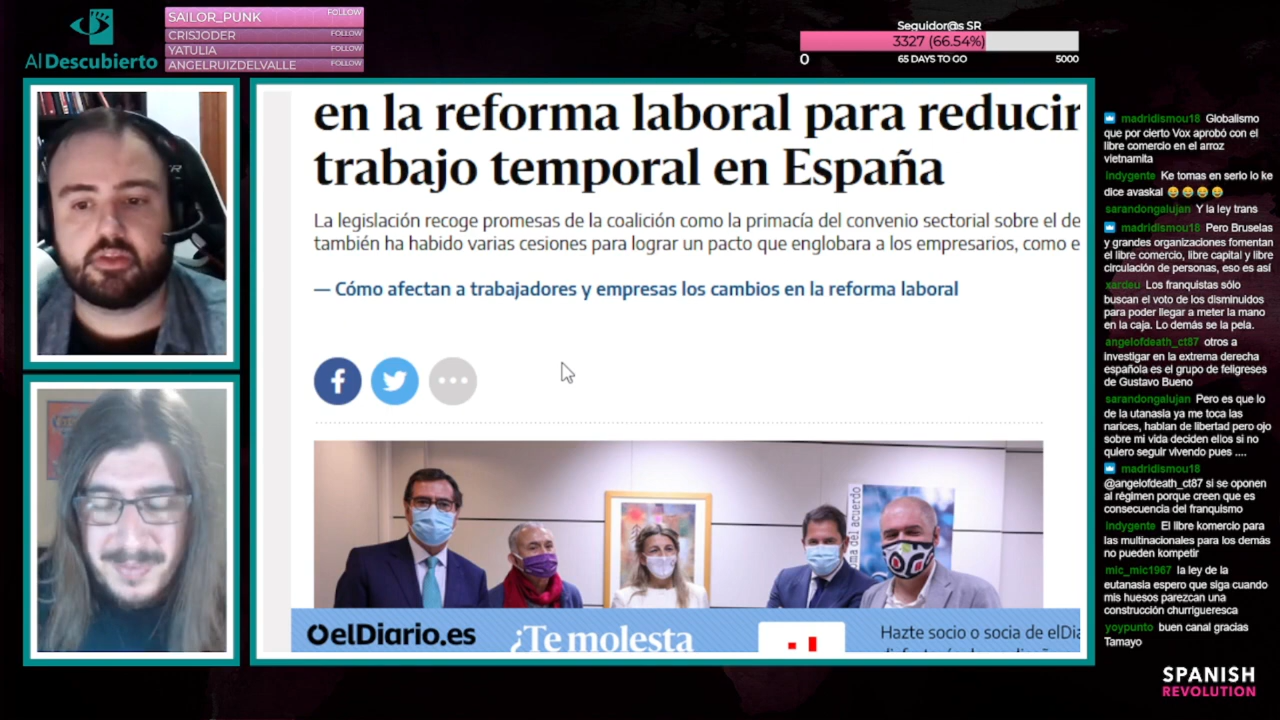 Al Descubierto
SAILOR_PUNK FOLLOW
CRISJODER FOLLOW
YATULIA FOLLOW
ANGELRUIZDELVALLE FOLLOW
Seguidor@s SR
3327 (66.54%)
0 65 DAYS TO GO 5000
en la reforma laboral para reducir
trabajo temporal en España
La legislación recoge promesas de la coalición como la primacía del convenio sectorial sobre el de
también ha habido varias cesiones para lograr un pacto que englobara a los empresarios, como e
— Cómo afectan a trabajadores y empresas los cambios en la reforma laboral
ma del acuerdo
elDiario.es
¿Te molesta
Hazte socio o socia de elDia
madridismou18 Globalismo
que por cierto Vox aprobó con el
libre comercio en el arroz
vietnamita
indygente Ke tomas en serlo lo ke
dice avaskal 😂 😂 😂 😂
sarandongalujan Y la ley trans
madridismou18 Pero Bruselas
y grandes organizaciones fomentan
el libre comercio, libre capital y libre
circulación de personas, eso es así
xardeu Los franquistas sólo
buscan el voto de los disminuidos
para poder llegar a meter la mano
en la caja. Lo demás se la pela.
angelofdeath_ct87 otros a
investigar en la extrema derecha
española es el grupo de feligreses
de Gustavo Bueno
sarandongalujan Pero es que lo
de la utanasia ya me toca las
narices, hablan de libertad pero ojo
sobre mi vida deciden ellos si no
quiero seguir vivendo pues ....
madridismou18
@angelofdeath_ct87 si se oponen
al régimen porque creen que es
consecuencia del franquismo
indygente El libre komercio para
las multinacionales para los demás
no pueden kompetir
mic_mic1967 la ley de la
eutanasia espero que siga cuando
mis huesos parezcan una
construcción churrigueresca
yoypunto buen canal gracias
Tamayo
SPANISH
REVOLUTION